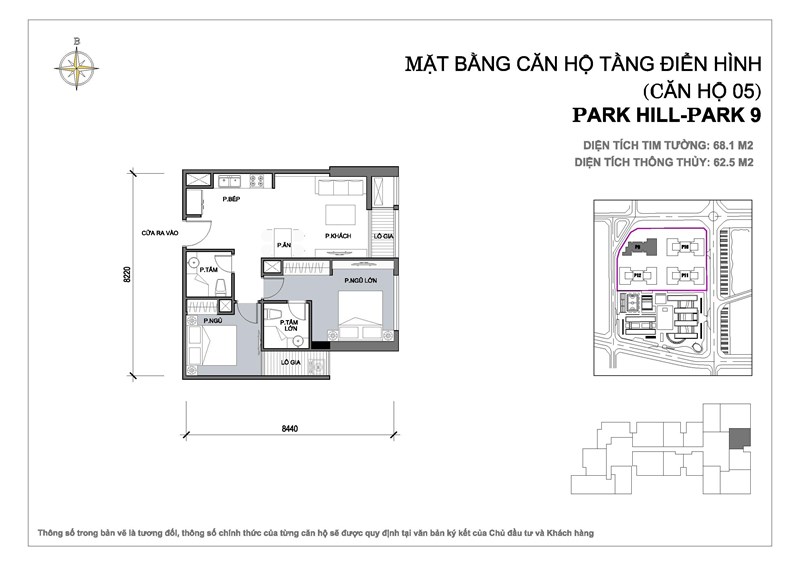 B
MẶT BẰNG CĂN HỘ TẦNG ĐIỂN HÌNH
(CĂN HỘ 05)
PARK HILL-PARK 9
DIỆN TÍCH TIM TƯỜNG: 68.1 M2
DIỆN TÍCH THÔNG THỦY: 62.5 M2
P.BẾP
CỬA RA VÀO
P.ĂN
P.KHÁCH
LÔ GIA
P.TẮM
P.NGỦ LỚN
P.NGỦ
P.TẮM
LỚN
LÔ GIA
8220
8440
P9
P10
P12
P11
Thông số trong bản vẽ là tương đối, thông số chính thức của từng căn hộ sẽ được quy định tại văn bản ký kết của Chủ đầu tư và Khách hàng